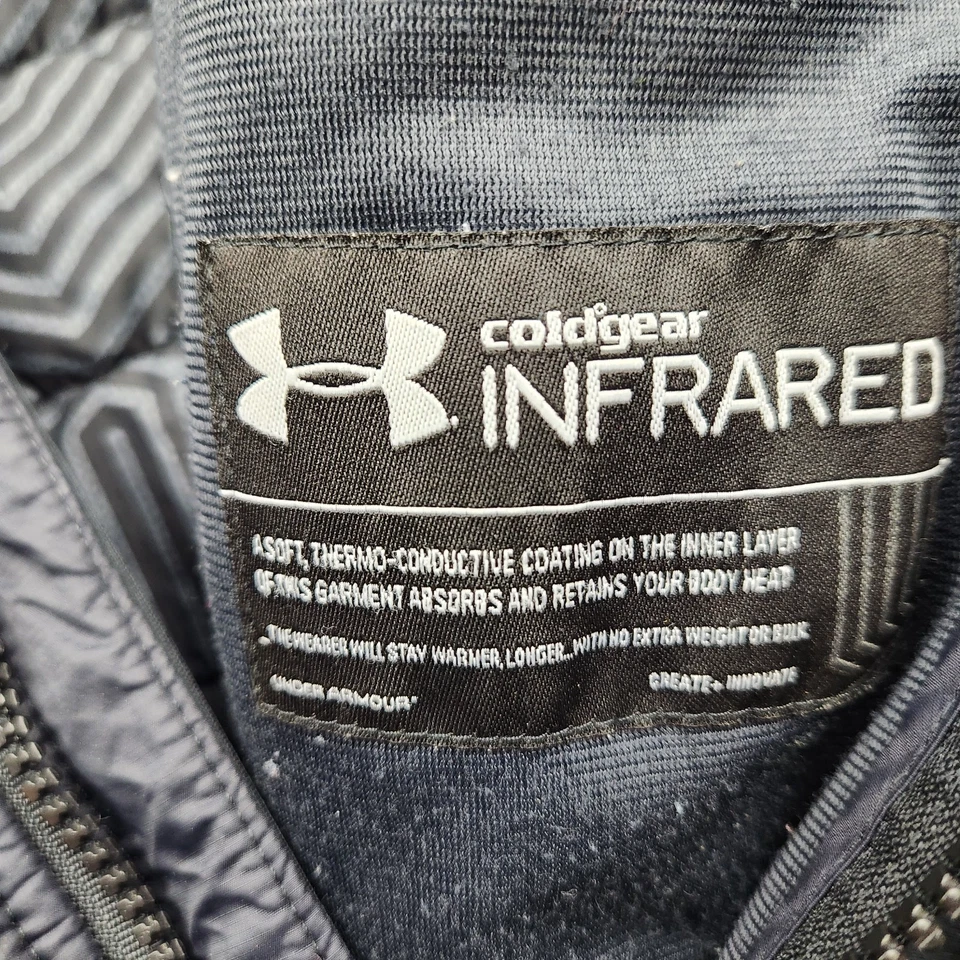 coldgear
INFRARED
A SOFT, THERMO-CONDUCTIVE COATING ON THE INNER LAYER
OF THIS GARMENT ABSORBS AND RETAINS YOUR BODY HEAT
...THE WEARER WILL STAY WARMER, LONGER...WITH NO EXTRA WEIGHT OR BULK
UNDER ARMOUR® CREATE + INNOVATE